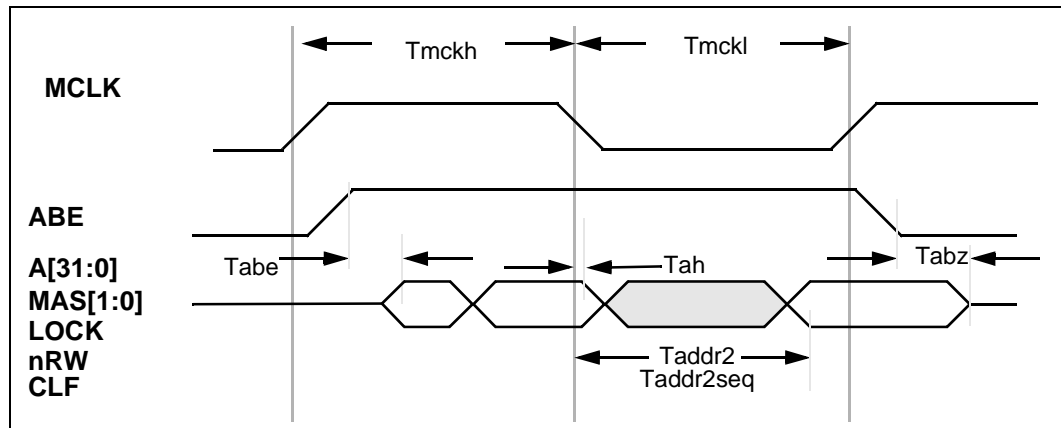 Tmckh
Tmckl
MCLK
ABE
Tabe
Tah
Tabz
A[31:0]
MAS[1:0]
LOCK
nRW
CLF
Taddr2
Taddr2seq